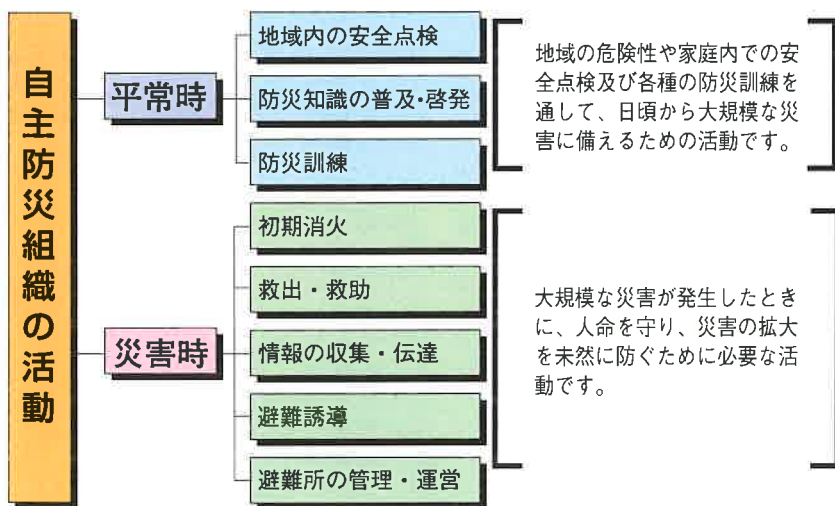 自主防災組織の活動
平常時
地域内の安全点検
防災知識の普及・啓発
防災訓練
地域の危険性や家庭内での安
全点検及び各種の防災訓練を
通して、日頃から大規模な災
害に備えるための活動です。
災害時
初期消火
救出・救助
情報の収集・伝達
避難誘導
避難所の管理・運営
大規模な災害が発生したとき
に、人命を守り、災害の拡大
を未然に防ぐために必要な活
動です。